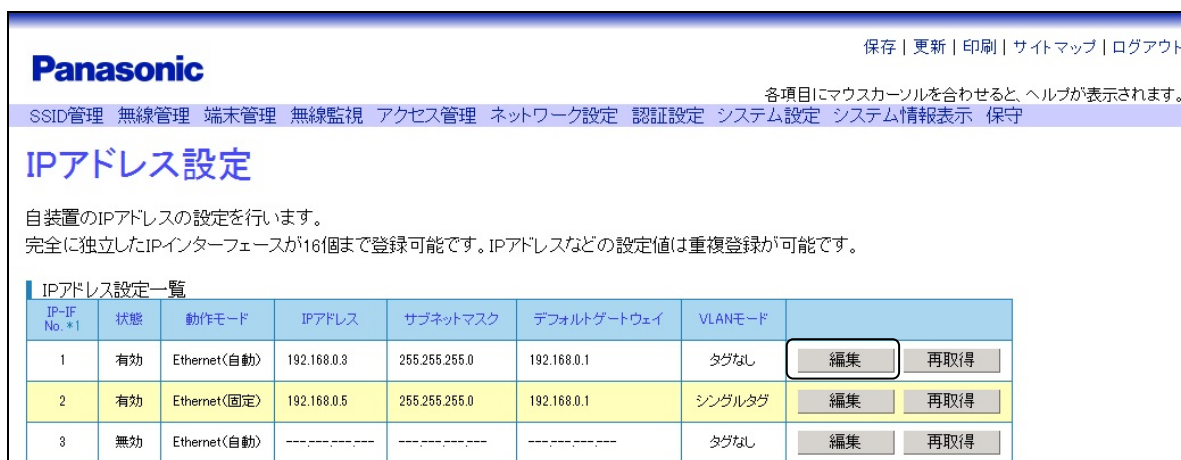 保存 | 更新 | 印刷 | サイトマップ | ログアウト
Panasonic
各項目にマウスカーソルを合わせると、ヘルプが表示されます。
SSID管理 無線管理 端末管理 無線監視 アクセス管理 ネットワーク設定 認証設定 システム設定 システム情報表示 保守
IPアドレス設定
自装置のIPアドレスの設定を行います。
完全に独立したIPインターフェースが16個まで登録可能です。IPアドレスなどの設定値は重複登録が可能です。
IPアドレス設定一覧
IP-IF No.*1 状態 動作モード IPアドレス サブネットマスク デフォルトゲートウェイ VLANモード
1 有効 Ethernet(自動) 192.168.0.3 255.255.255.0 192.168.0.1 タグなし 編集 再取得
2 有効 Ethernet(固定) 192.168.0.5 255.255.255.0 192.168.0.1 シングルタグ 編集 再取得
3 無効 Ethernet(自動) ---.---.---.--- ---.---.---.--- ---.---.---.--- タグなし 編集 再取得